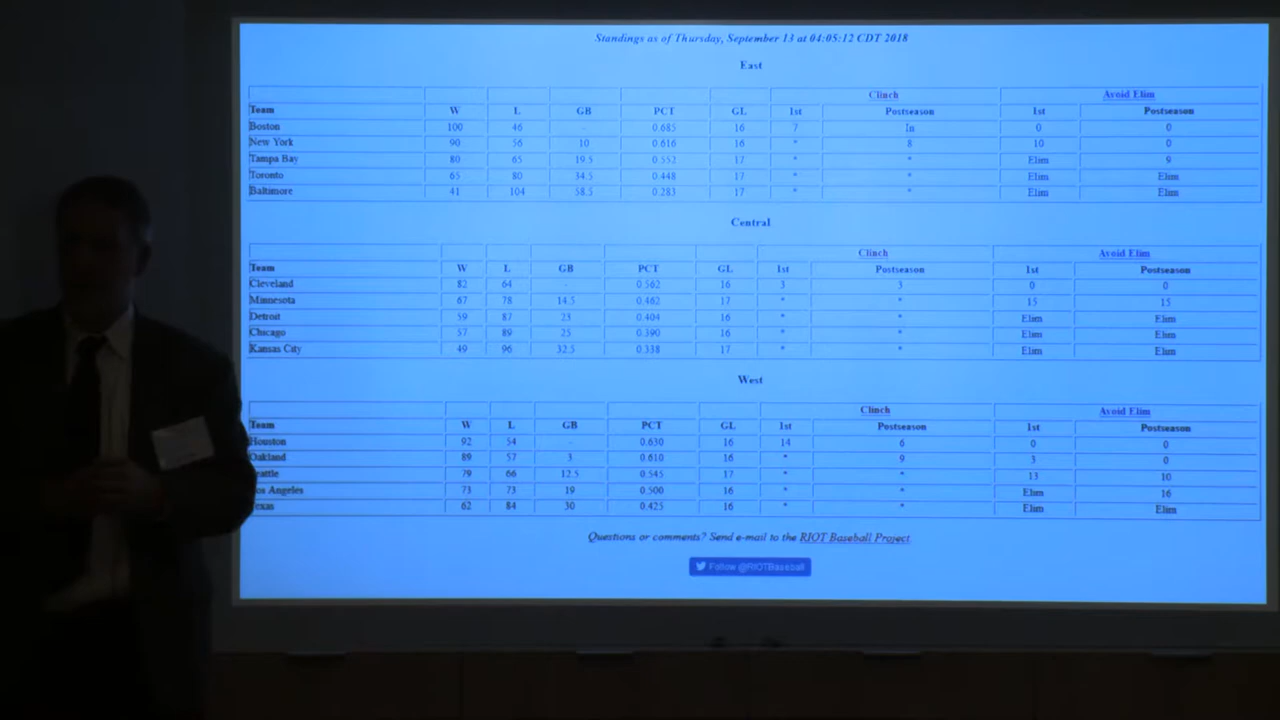 Standings as of Thursday, September 13 at 04:05:12 CDT 2018
East
Clinch Avoid Elim
Team W L GB PCT GL 1st Postseason 1st Postseason
Boston 100 46 - 0.685 16 7 In 0 0
New York 90 56 10 0.616 16 * 8 10 0
Tampa Bay 80 65 19.5 0.552 17 * * Elim 9
Toronto 65 80 34.5 0.448 17 * * Elim Elim
Baltimore 41 104 58.5 0.283 17 * * Elim Elim
Central
Clinch Avoid Elim
Team W L GB PCT GL 1st Postseason 1st Postseason
Cleveland 82 64 - 0.562 16 3 3 0 0
Minnesota 67 78 14.5 0.462 17 * * 15 15
Detroit 59 87 23 0.404 16 * * Elim Elim
Chicago 57 89 25 0.390 16 * * Elim Elim
Kansas City 49 96 32.5 0.338 17 * * Elim Elim
West
Clinch Avoid Elim
Team W L GB PCT GL 1st Postseason 1st Postseason
Houston 92 54 - 0.630 16 14 6 0 0
Oakland 89 57 3 0.610 16 * 9 3 0
eattle 79 66 12.5 0.545 17 * * 13 10
os Angeles 73 73 19 0.500 16 * * Elim 16
exas 62 84 30 0.425 16 * * Elim Elim
Questions or comments? Send e-mail to the RIOT Baseball Project.
Follow @RIOTBaseball